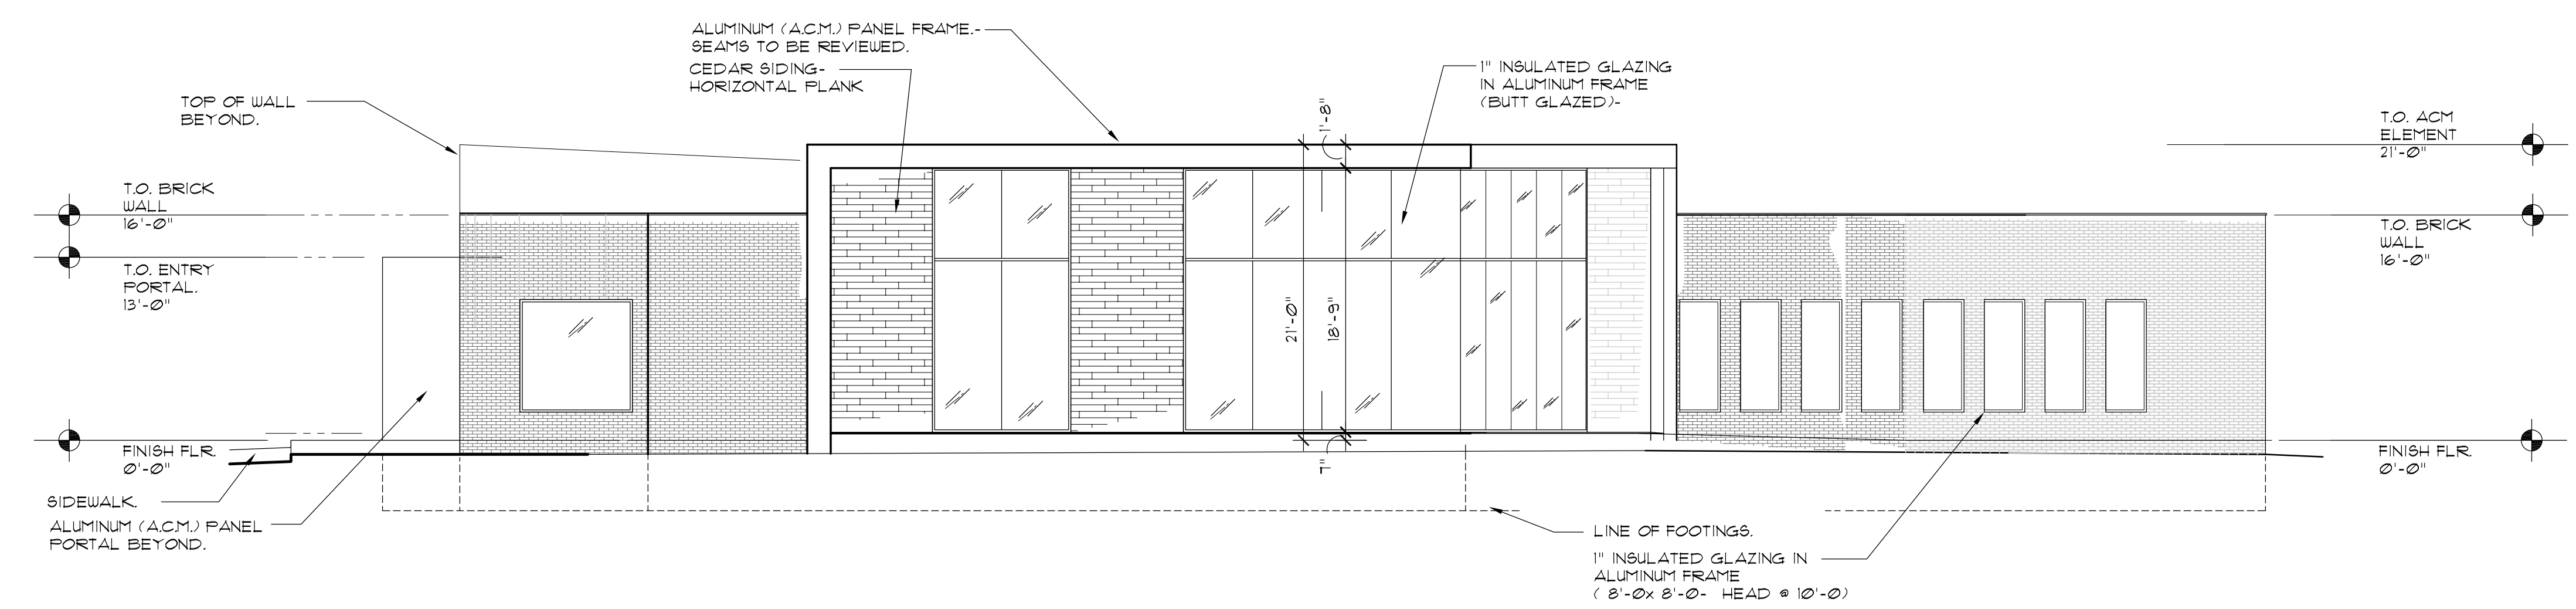 ALUMINUM (A.C.M.) PANEL FRAME.-
SEAMS TO BE REVIEWED.
CEDAR SIDING-
HORIZONTAL PLANK
1" INSULATED GLAZING
IN ALUMINUM FRAME
(BUTT GLAZED)-
TOP OF WALL
BEYOND.
1'-8"
T.O. ACM
ELEMENT
21'-0"
T.O. BRICK
WALL
16'-0"
T.O. BRICK
WALL
16'-0"
T.O. ENTRY
PORTAL.
13'-0"
21'-0"
18'-9"
FINISH FLR.
0'-0"
7"
FINISH FLR.
0'-0"
SIDEWALK.
ALUMINUM (A.C.M.) PANEL
PORTAL BEYOND.
LINE OF FOOTINGS.
1" INSULATED GLAZING IN
ALUMINUM FRAME
( 8'-0x 8'-0- HEAD @ 10'-0)